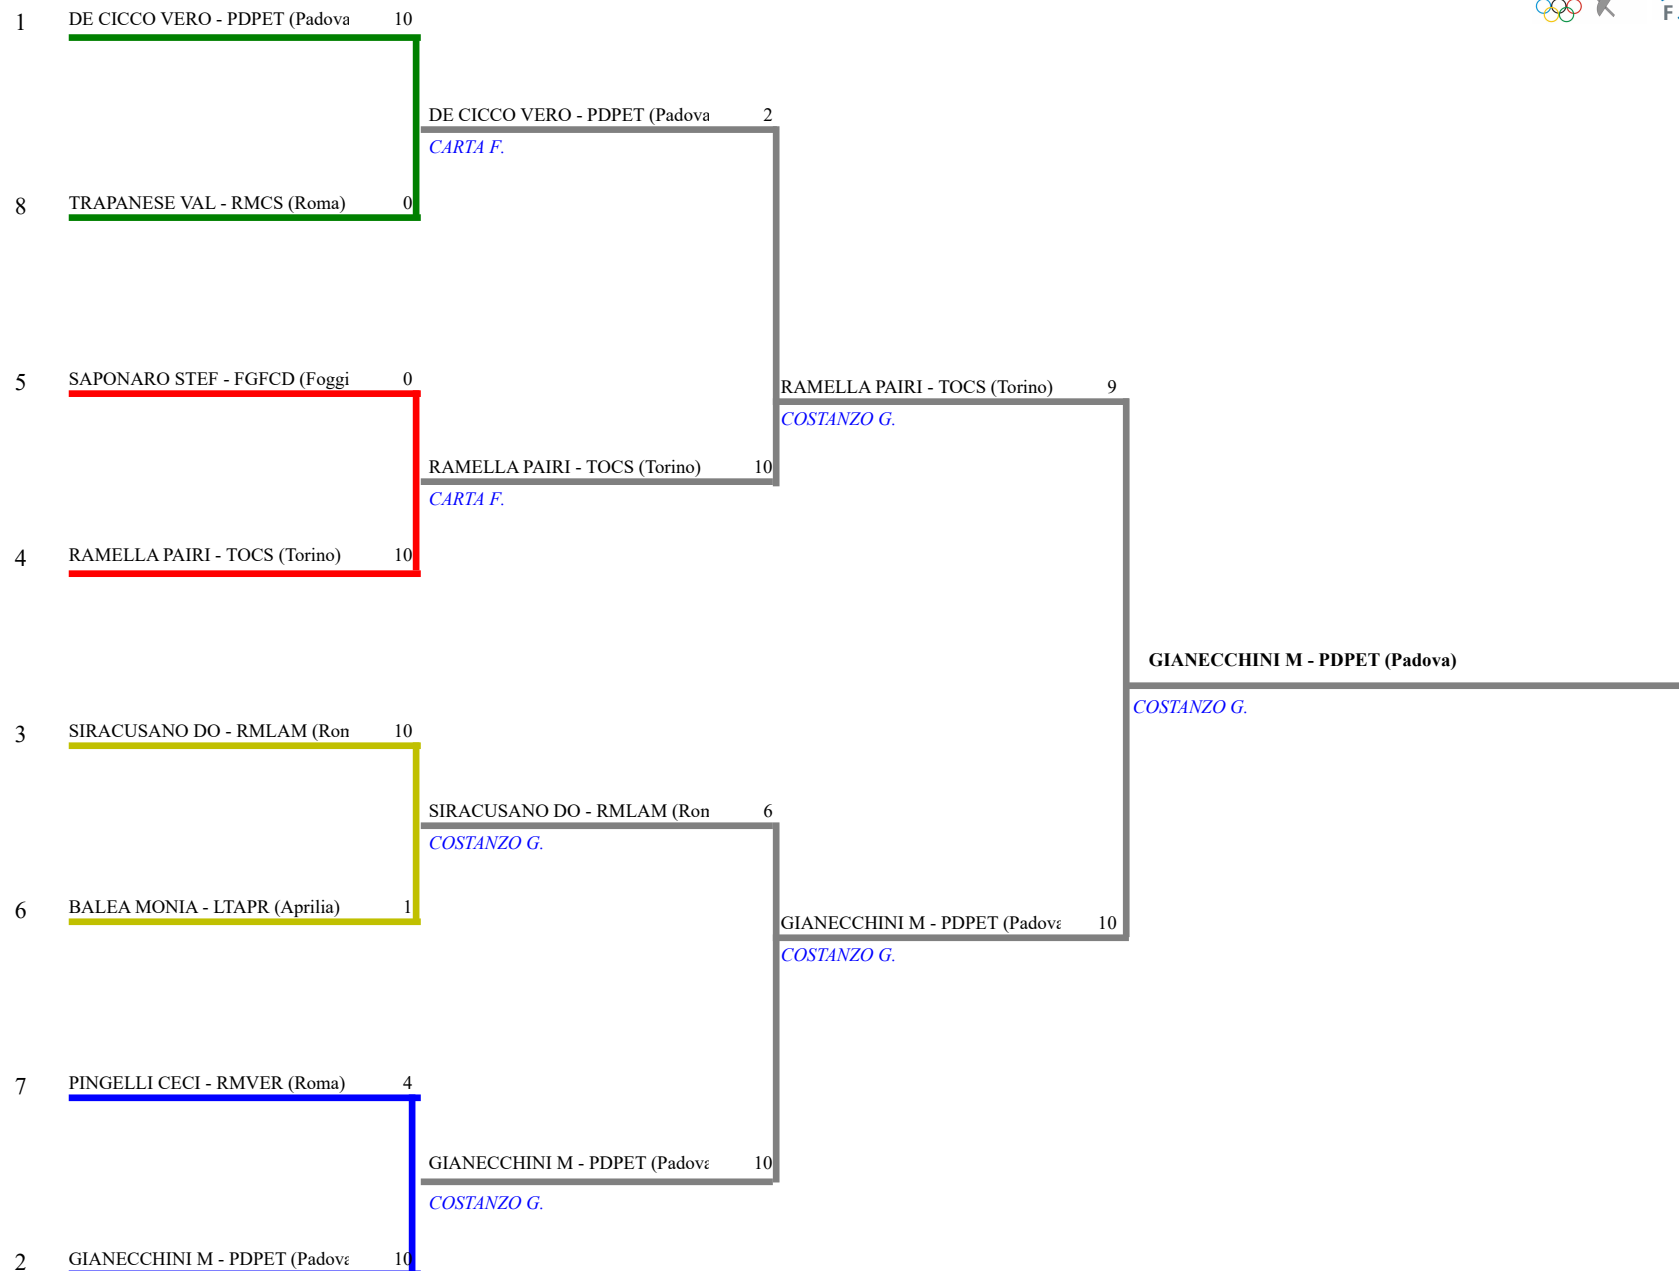 1 DE CICCO VERO - PDPET (Padova 10
DE CICCO VERO - PDPET (Padova 2
CARTA F.
8 TRAPANESE VAL - RMCS (Roma) 0
5 SAPONARO STEF - FGFCD (Foggi 0
RAMELLA PAIRI - TOCS (Torino) 9
COSTANZO G.
RAMELLA PAIRI - TOCS (Torino) 10
CARTA F.
4 RAMELLA PAIRI - TOCS (Torino) 10
GIANECCHINI M - PDPET (Padova)
COSTANZO G.
3 SIRACUSANO DO - RMLAM (Ron 10
SIRACUSANO DO - RMLAM (Ron 6
COSTANZO G.
6 BALEA MONIA - LTAPR (Aprilia) 1
GIANECCHINI M - PDPET (Padova 10
COSTANZO G.
7 PINGELLI CECI - RMVER (Roma) 4
GIANECCHINI M - PDPET (Padova 10
COSTANZO G.
2 GIANECCHINI M - PDPET (Padova 10